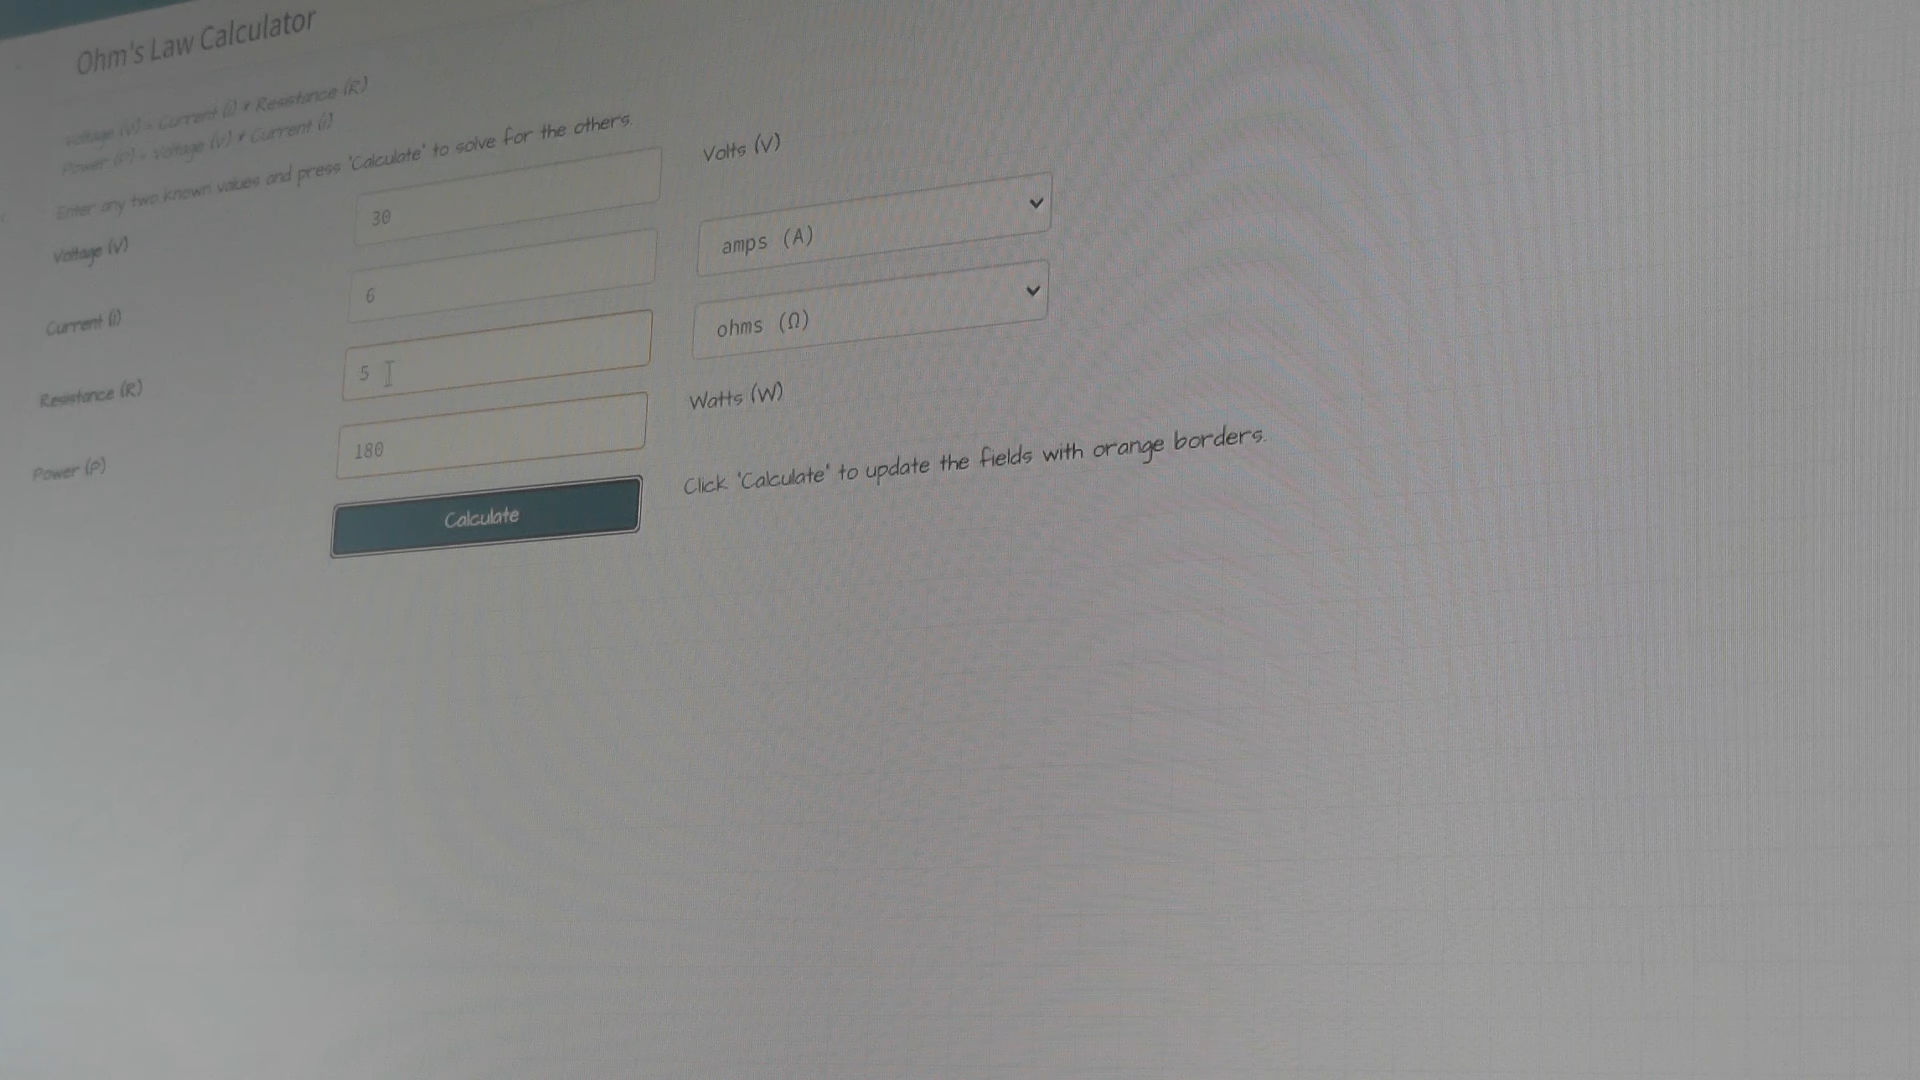 Ohm's Law Calculator
Voltage (V) = Current (I) * Resistance (R)
Power (P) = Voltage (V) * Current (I)
Enter any two known values and press 'Calculate' to solve for the others.
Voltage (V) 30 Volts (V)
Current (I) 6 amps (A)
Resistance (R) 5 ohms (Ω)
Power (P) 180 Watts (W)
Calculate Click 'Calculate' to update the fields with orange borders.